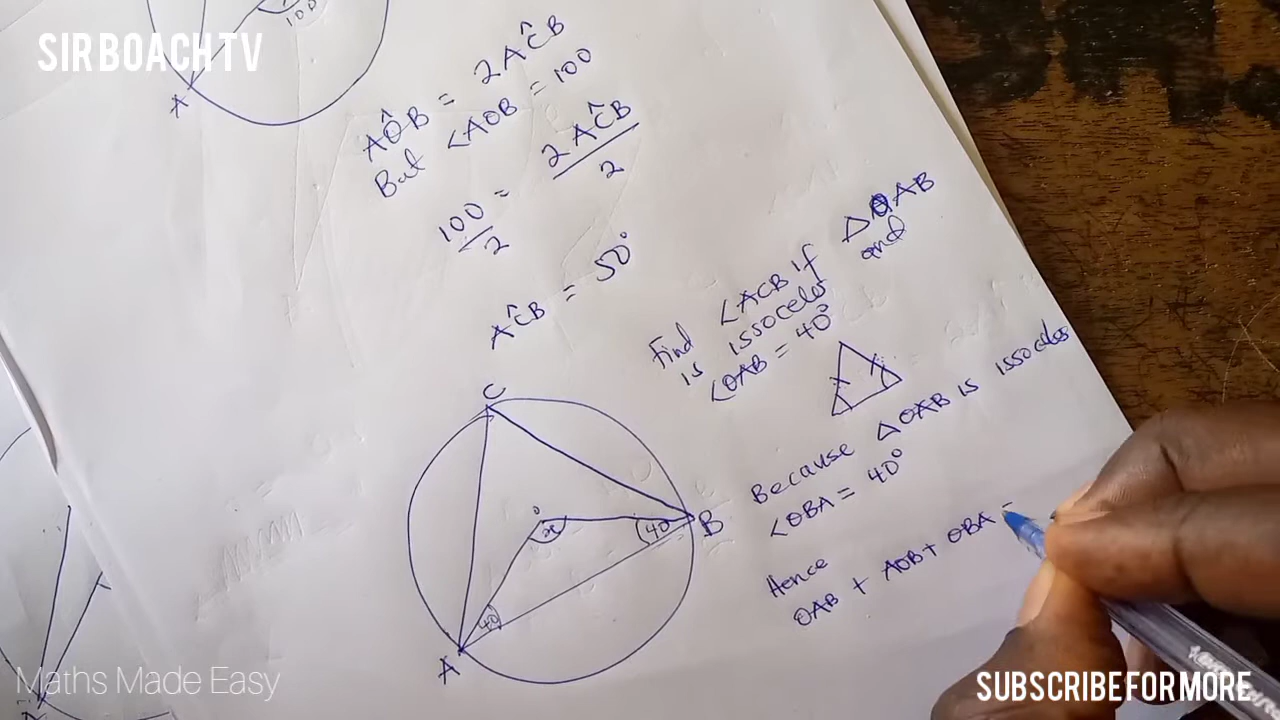 SIR BOACH TV
100
A
AÔB = 2AĈB
But <AOB = 100
100/2 = 2AĈB/2
AĈB = 50°
Find <ACB if △OAB
is issoceles and
<OAB = 40°
Because △OAB is issoceles
<OBA = 40°
Hence
OAB + AOB + OBA =
C
O
x
40
B
40
A
Maths Made Easy
SUBSCRIBE FOR MORE